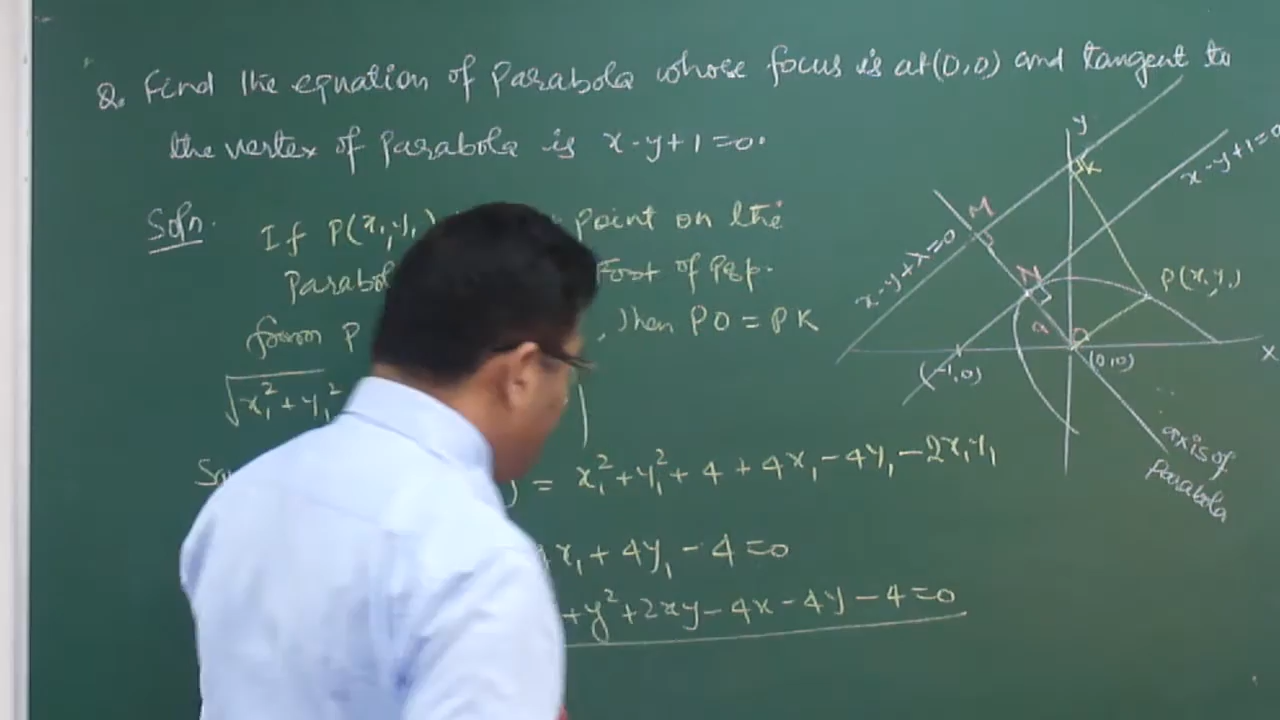 Q. Find the equation of parabola whose focus is at (0,0) and tangent to
the vertex of parabola is x-y+1=0.
Soln. If P(x₁,y₁) point on the
Parabol Foot of Perp.
from P , then PO = PK
√x₁²+y₁²
= x₁²+y₁²+4+4x₁-4y₁-2x₁y₁
x₁+4y₁-4=0
+y²+2xy-4x-4y-4=0
y
K
x-y+1=0
M
x-y+λ=0
N
P(x₁,y₁)
a
O
(-1,0)
(0,0)
x
axis of
Parabola